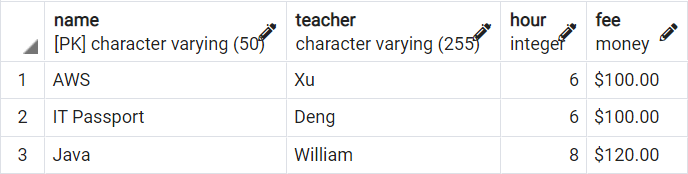 name teacher hour fee
[PK] character varying (50) character varying (255) integer money
1 AWS Xu 6 $100.00
2 IT Passport Deng 6 $100.00
3 Java William 8 $120.00